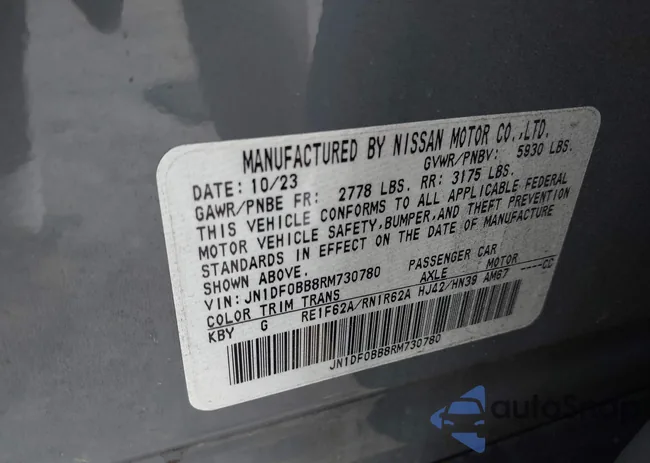 MANUFACTURED BY NISSAN MOTOR CO.,LTD.
DATE: 10/23 GVWR/PNBV: 5930 LBS.
GAWR/PNBE FR: 2778 LBS. RR: 3175 LBS.
THIS VEHICLE CONFORMS TO ALL APPLICABLE FEDERAL
MOTOR VEHICLE SAFETY,BUMPER,AND THEFT PREVENTION
STANDARDS IN EFFECT ON THE DATE OF MANUFACTURE
SHOWN ABOVE.
VIN: JN1DF0BB8RM730780 PASSENGER CAR
COLOR TRIM TRANS AXLE MOTOR
KBY G RE1F62A/RN1R62A HJ42/HN39 AM67 ----CC
JN1DF0BB8RM730780
autoSnap